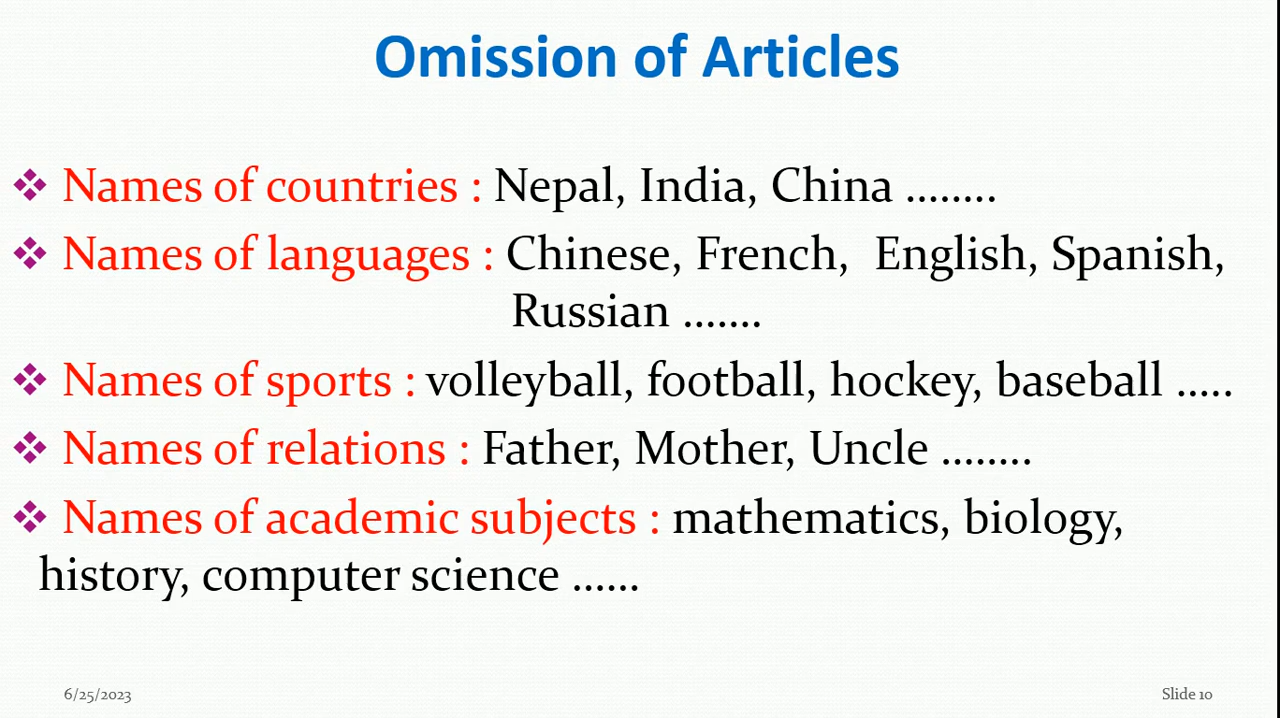 Omission of Articles
❖ Names of countries : Nepal, India, China ........
❖ Names of languages : Chinese, French, English, Spanish,
Russian .......
❖ Names of sports : volleyball, football, hockey, baseball .....
❖ Names of relations : Father, Mother, Uncle ........
❖ Names of academic subjects : mathematics, biology,
history, computer science ......
6/25/2023
Slide 10